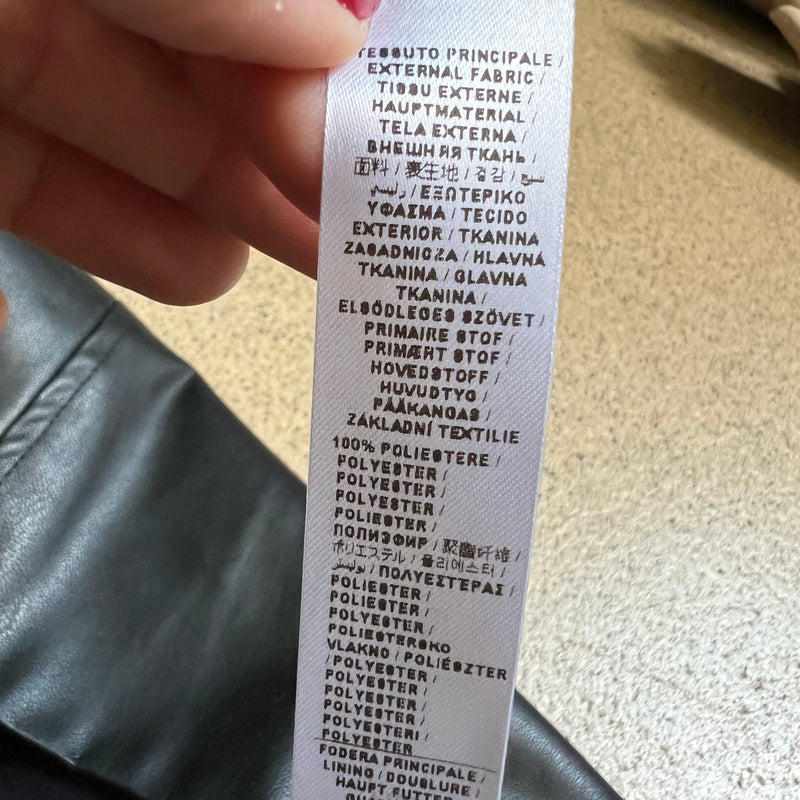 TESSUTO PRINCIPALE /
EXTERNAL FABRIC /
TISSU EXTERNE /
HAUPTMATERIAL /
TELA EXTERNA /
ВНЕШНЯЯ ТКАНЬ /
面料 / 表生地 / 겉감 / نسيج
رئيسي / ΕΞΩΤΕΡΙΚΟ
ΥΦΑΣΜΑ / TECIDO
EXTERIOR / TKANINA
ZASADNICZA / HLAVNÁ
TKANINA / GLAVNA
TKANINA /
ELSŐDLEGES SZÖVET /
PRIMAIRE STOF /
PRIMÆRT STOF /
HOVEDSTOFF /
HUVUDTYG /
PÄÄKANGAS /
ZÁKLADNÍ TEXTILIE
100% POLIESTERE /
POLYESTER /
POLYESTER /
POLYESTER /
POLIESTER /
ПОЛИЭФИР / 聚酯纤维 /
ポリエステル / 폴리에스터 /
بوليستر / ΠΟΛΥΕΣΤΕΡΑΣ /
POLIESTER /
POLIESTER /
POLYESTER /
POLIESTERSKO
VLAKNO / POLIÉSZTER
/ POLYESTER /
POLYESTER /
POLYESTER /
POLYESTER /
POLYESTERI /
POLYESTER
FODERA PRINCIPALE /
LINING / DOUBLURE /
HAUPT FUTTER